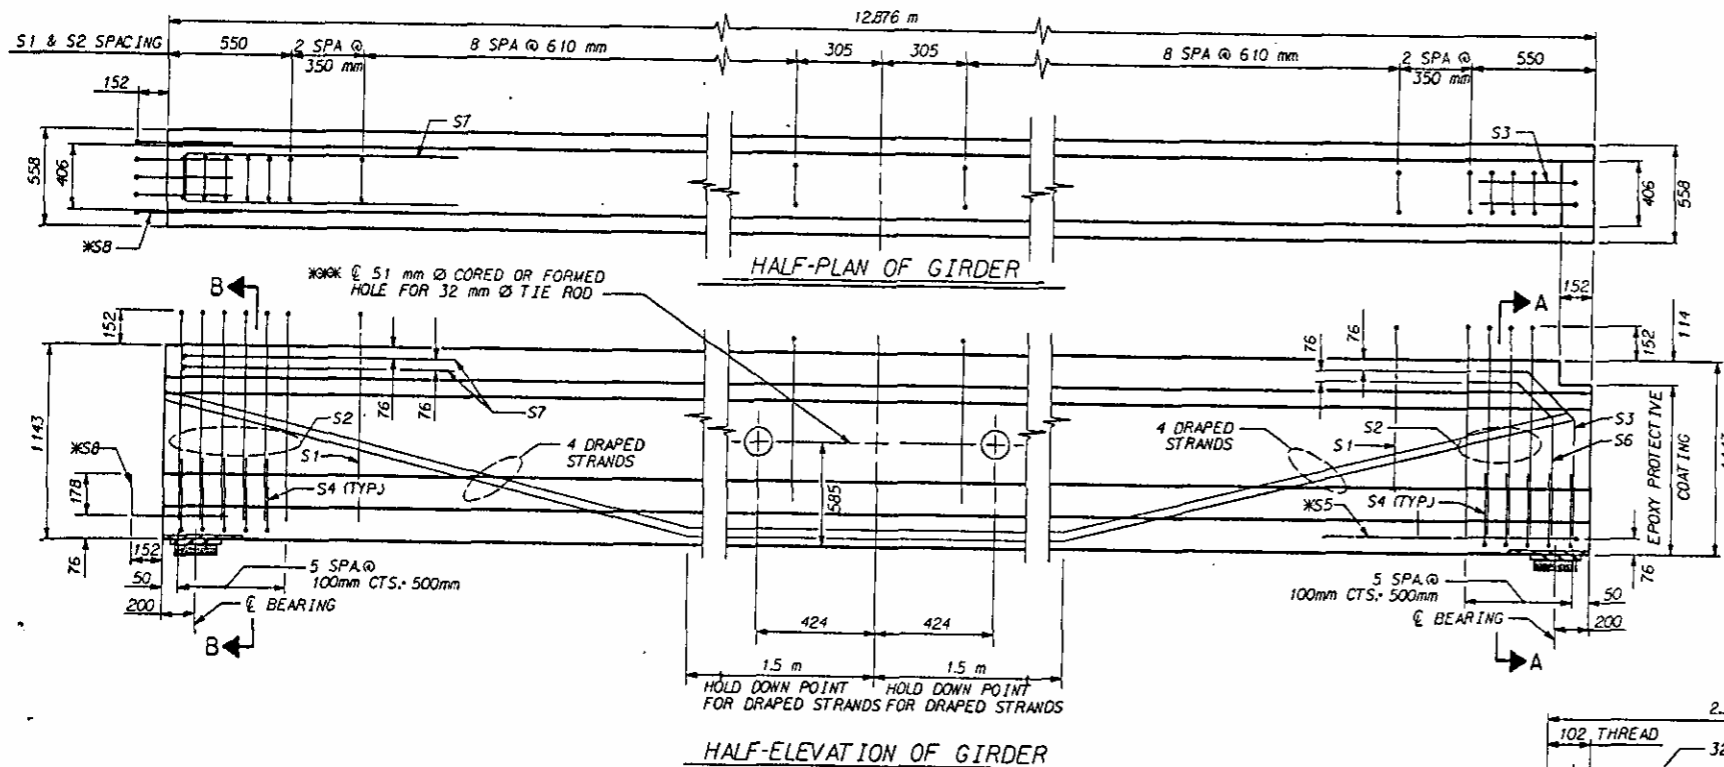 12.876 m
S1 & S2 SPACING
550
2 SPA @
350 mm
8 SPA @ 610 mm
305
305
8 SPA @ 610 mm
2 SPA @
350 mm
550
152
S7
S3
558
406
406
558
*S8
HALF-PLAN OF GIRDER
*** ℄ 51 mm Ø CORED OR FORMED
HOLE FOR 32 mm Ø TIE ROD
B
A
152
114
152
76
76
152
1143
76
76
S7
S2
S1
4 DRAPED
STRANDS
4 DRAPED
STRANDS
S1
S2
S3
S6
EPOXY PROTECTIVE
COATING
*S8
178
S4 (TYP.)
585
*S5
S4 (TYP.)
76
152
50
5 SPA.@
100mm CTS.= 500mm
200
℄ BEARING
B
424
424
5 SPA.@
100mm CTS.= 500mm
50
℄ BEARING
200
76
A
1.5 m
1.5 m
HOLD DOWN POINT
FOR DRAPED STRANDS
HOLD DOWN POINT
FOR DRAPED STRANDS
HALF-ELEVATION OF GIRDER
102 THREAD